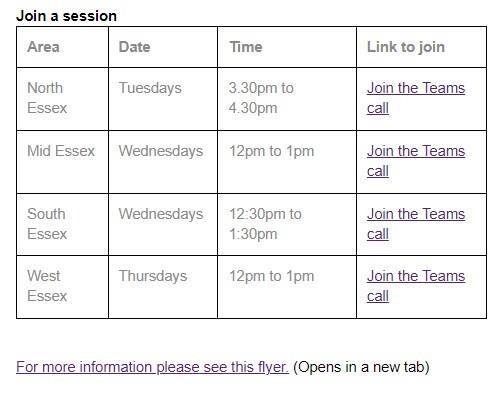 Join a session
Area Date Time Link to join
North Tuesdays 3.30pm to Join the Teams
Essex 4.30pm call
Mid Essex Wednesdays 12pm to 1pm Join the Teams
call
South Wednesdays 12:30pm to Join the Teams
Essex 1:30pm call
West Thursdays 12pm to 1pm Join the Teams
Essex call
For more information please see this flyer. (Opens in a new tab)